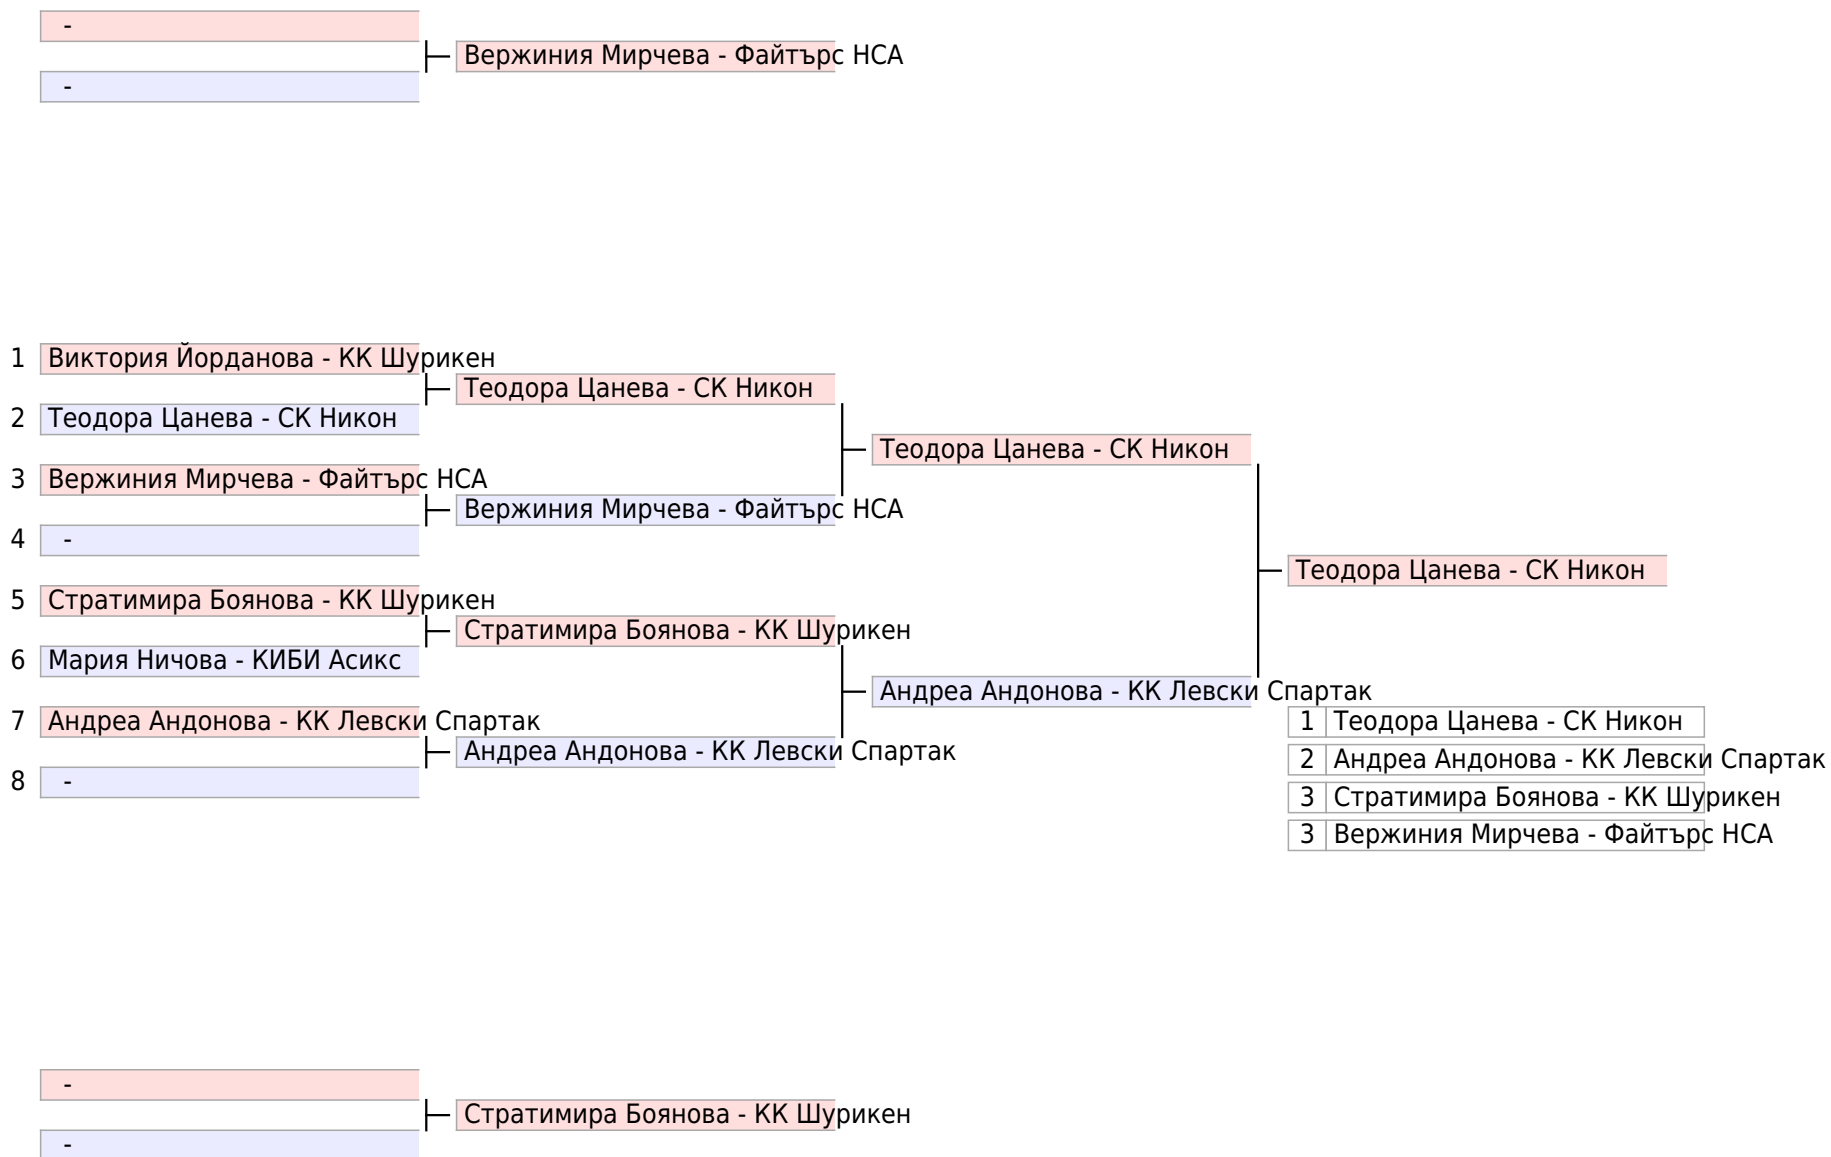 -
Вержиния Мирчева - Файтърс НСА
-
1 Виктория Йорданова - КК Шурикен
Теодора Цанева - СК Никон
2 Теодора Цанева - СК Никон
Теодора Цанева - СК Никон
3 Вержиния Мирчева - Файтърс НСА
Вержиния Мирчева - Файтърс НСА
4 -
Теодора Цанева - СК Никон
5 Стратимира Боянова - КК Шурикен
Стратимира Боянова - КК Шурикен
6 Мария Ничова - КИБИ Асикс
Андреа Андонова - КК Левски Спартак
7 Андреа Андонова - КК Левски Спартак
Андреа Андонова - КК Левски Спартак
8 -
1 Теодора Цанева - СК Никон
2 Андреа Андонова - КК Левски Спартак
3 Стратимира Боянова - КК Шурикен
3 Вержиния Мирчева - Файтърс НСА
-
Стратимира Боянова - КК Шурикен
-